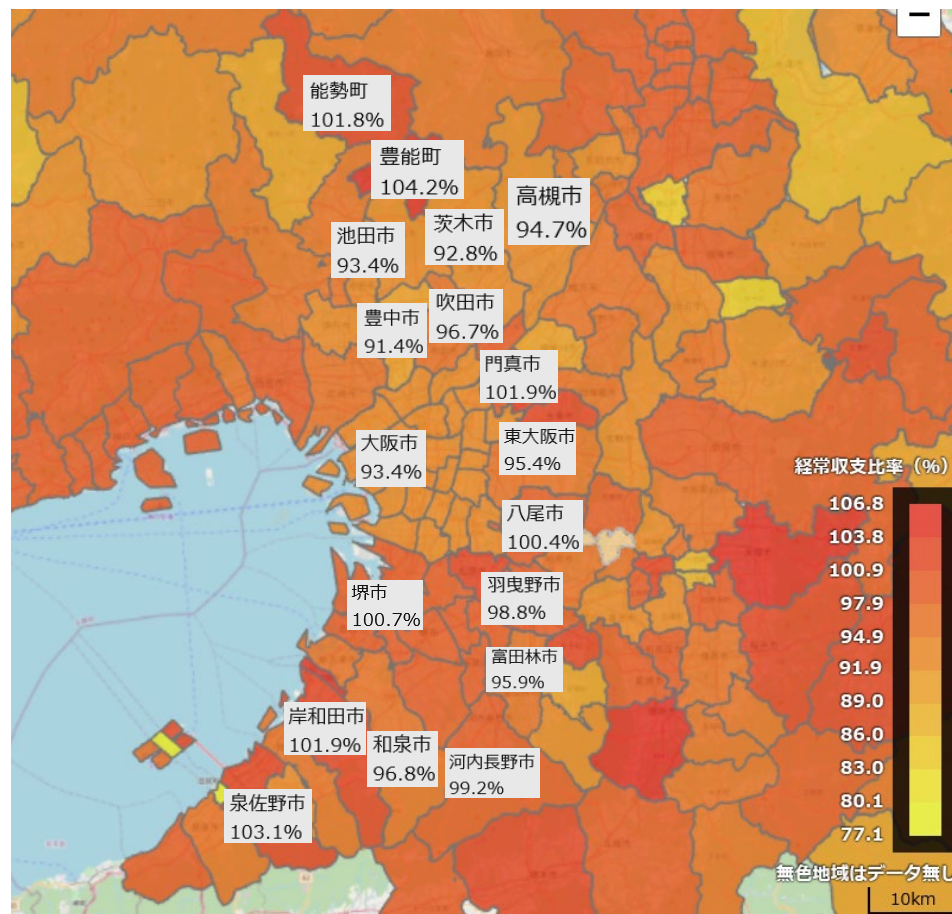 −
能勢町
101.8%
豊能町
104.2%
高槻市
94.7%
茨木市
92.8%
池田市
93.4%
吹田市
96.7%
豊中市
91.4%
門真市
101.9%
東大阪市
95.4%
大阪市
93.4%
八尾市
100.4%
堺市
100.7%
羽曳野市
98.8%
富田林市
95.9%
岸和田市
101.9%
和泉市
96.8%
河内長野市
99.2%
泉佐野市
103.1%
経常収支比率（%）
106.8
103.8
100.9
97.9
94.9
91.9
89.0
86.0
83.0
80.1
77.1
無色地域はデータ無し
10km